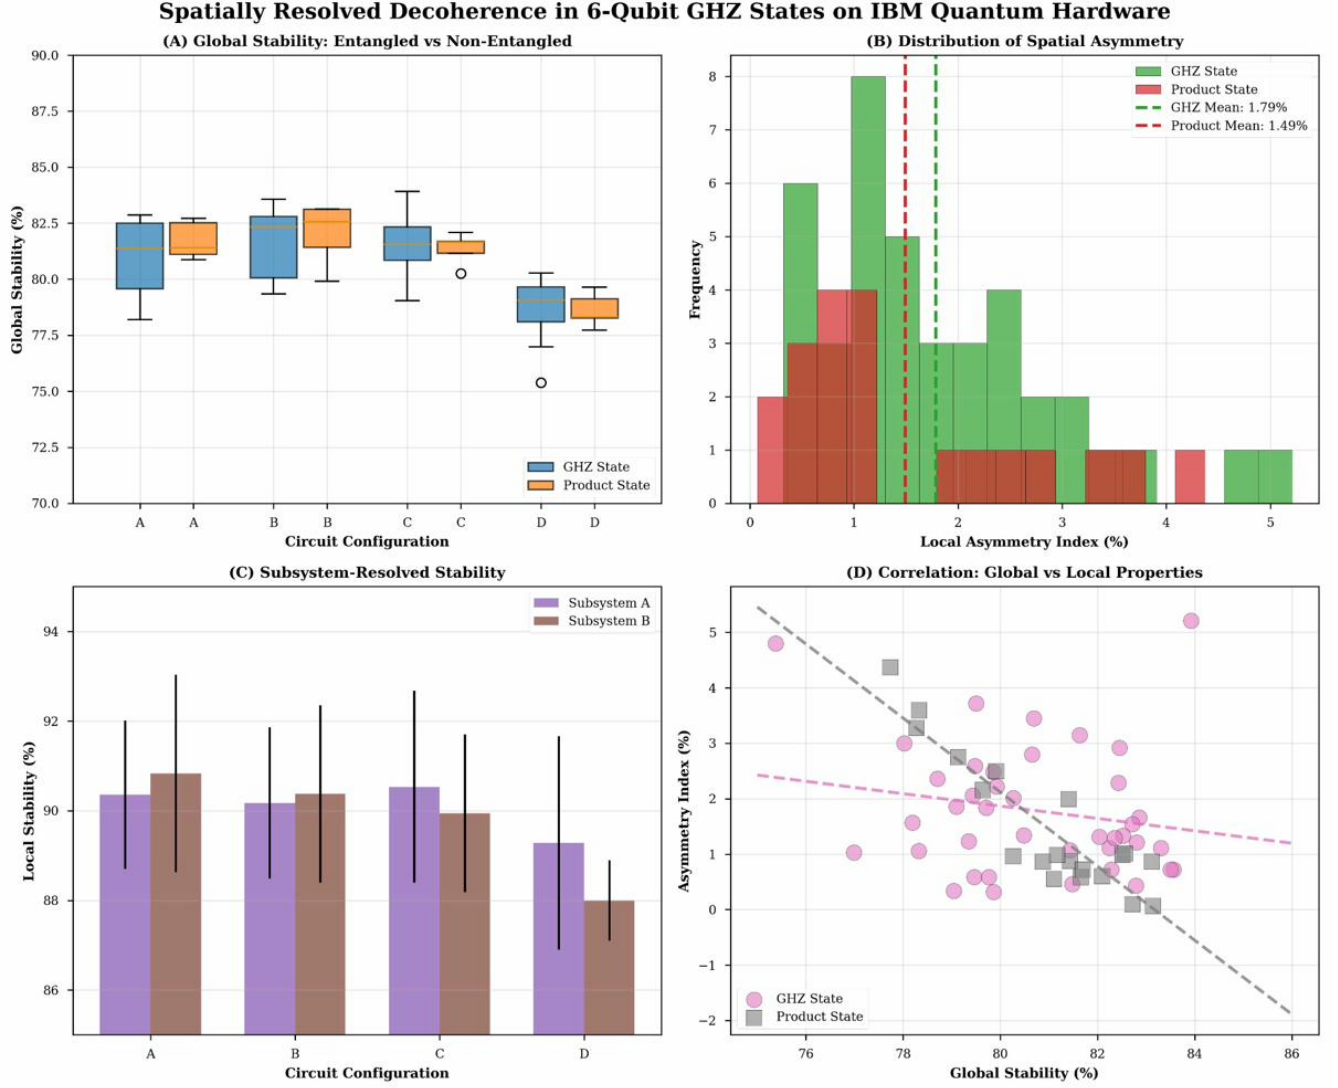 Spatially Resolved Decoherence in 6-Qubit GHZ States on IBM Quantum Hardware
(A) Global Stability: Entangled vs Non-Entangled
90.0
87.5
85.0
82.5
80.0
77.5
75.0
72.5
70.0
Global Stability (%)
GHZ State
Product State
A A B B C C D D
Circuit Configuration
(B) Distribution of Spatial Asymmetry
8
7
6
5
4
3
2
1
0
Frequency
GHZ State
Product State
GHZ Mean: 1.79%
Product Mean: 1.49%
0 1 2 3 4 5
Local Asymmetry Index (%)
(C) Subsystem-Resolved Stability
94
92
90
88
86
Local Stability (%)
Subsystem A
Subsystem B
A B C D
Circuit Configuration
(D) Correlation: Global vs Local Properties
5
4
3
2
1
0
−1
−2
Asymmetry Index (%)
GHZ State
Product State
76 78 80 82 84 86
Global Stability (%)